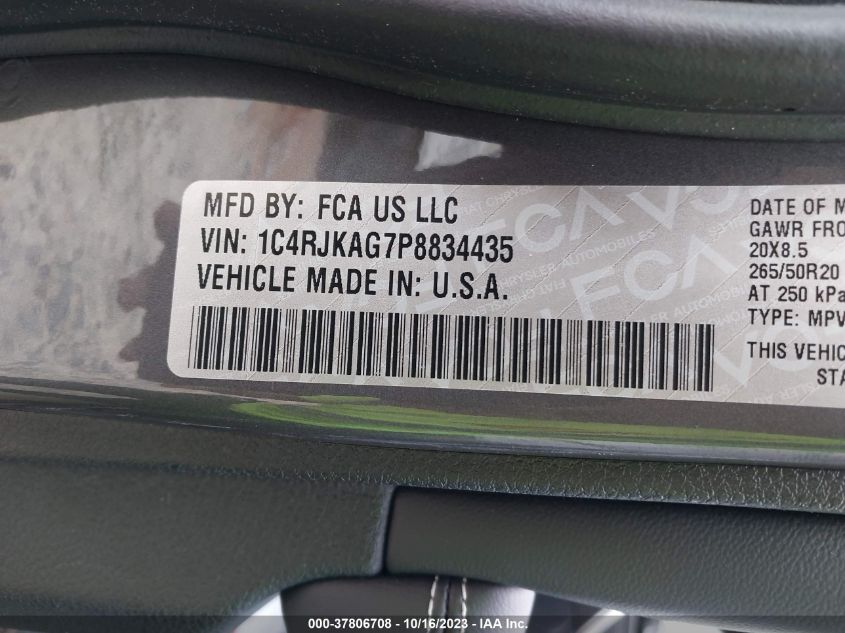 MFD BY: FCA US LLC
VIN: 1C4RJKAG7P8834435
VEHICLE MADE IN: U.S.A.
DATE OF M
GAWR FRO
20X8.5
265/50R20
AT 250 kPa
TYPE: MPV
THIS VEHIC
STA
000-37806708 - 10/16/2023 - IAA Inc.